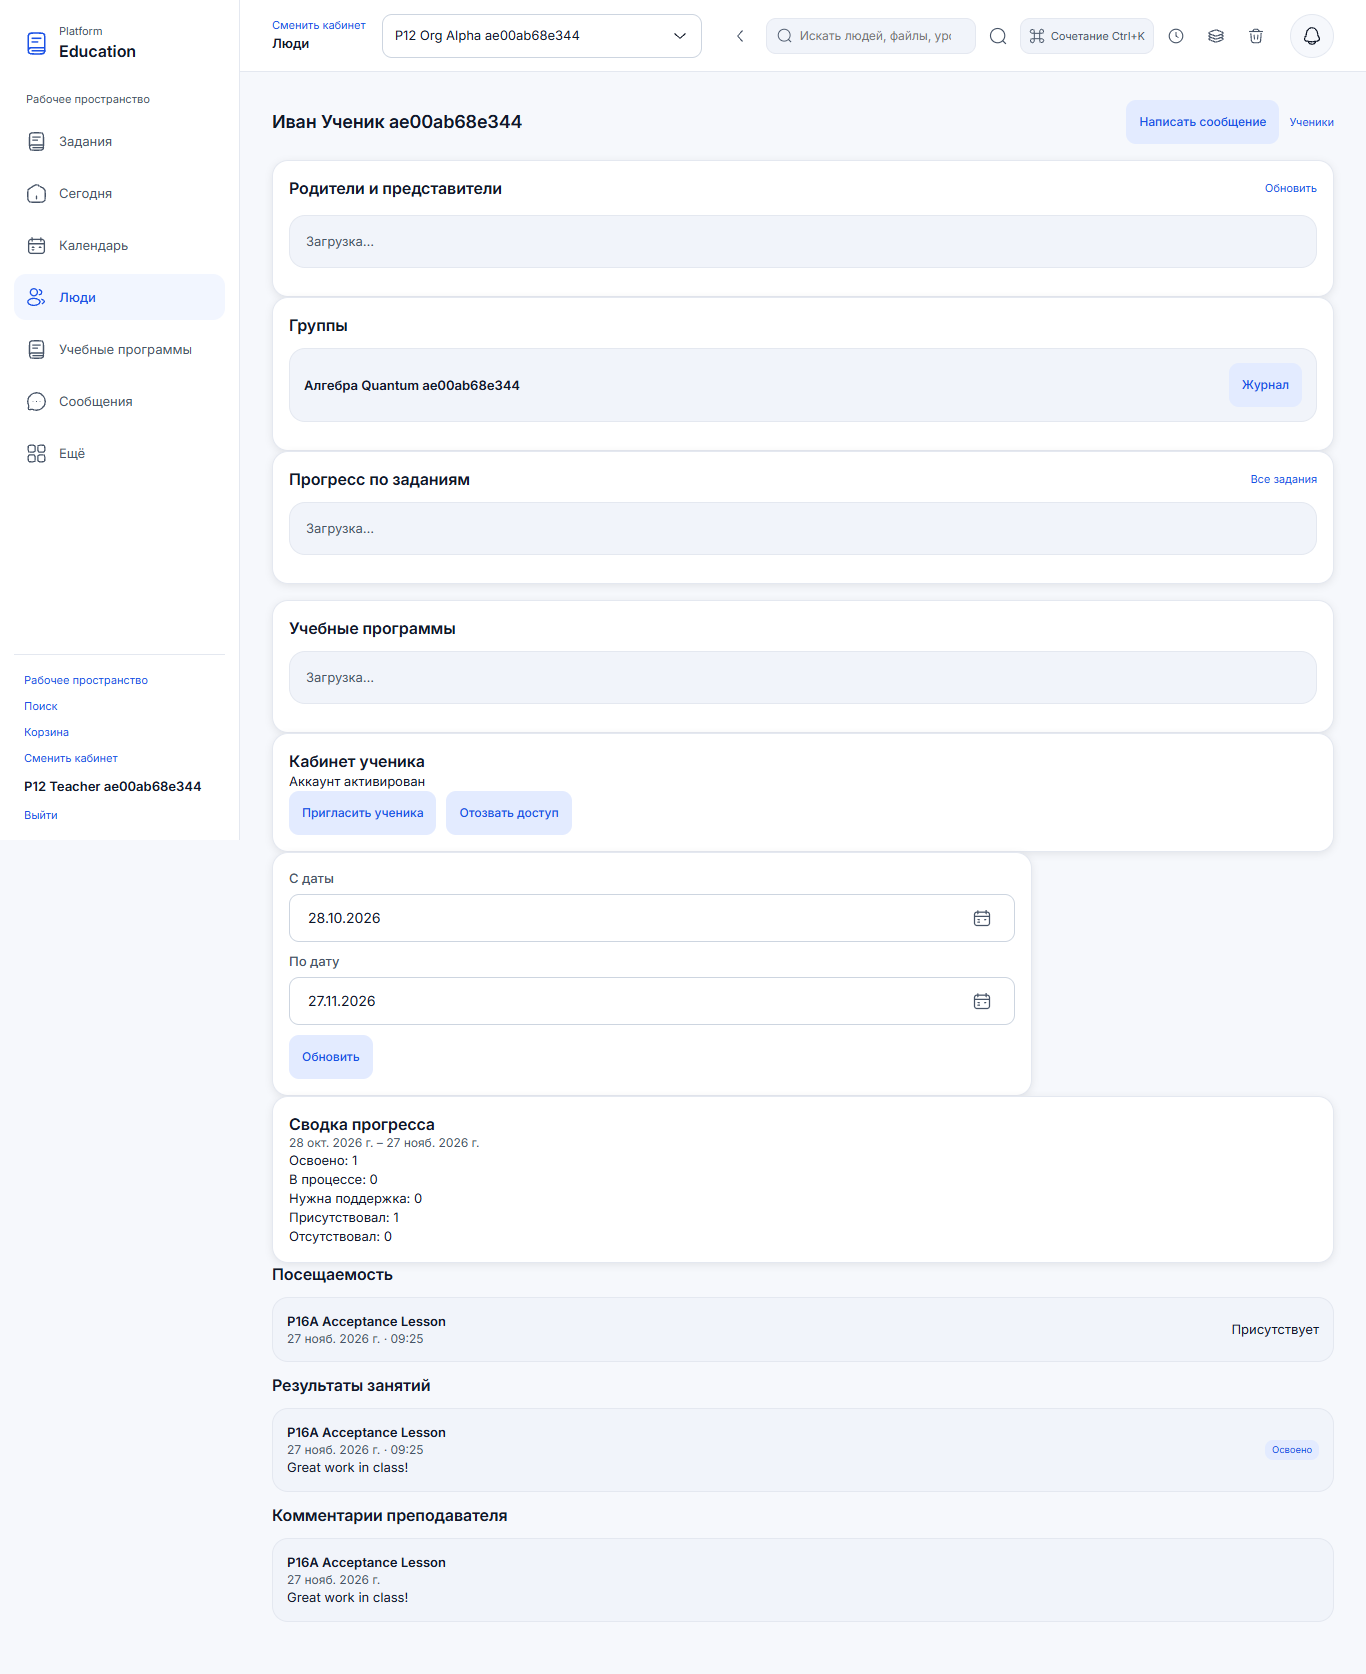 Platform
Education
Рабочее пространство
Задания
Сегодня
Календарь
Люди
Учебные программы
Сообщения
Ещё
Рабочее пространство
Поиск
Корзина
Сменить кабинет
P12 Teacher ae00ab68e344
Выйти
Сменить кабинет
Люди
P12 Org Alpha ae00ab68e344
Искать людей, файлы, уро
Сочетание Ctrl+K
Иван Ученик ae00ab68e344
Написать сообщение
Ученики
Родители и представители
Обновить
Загрузка...
Группы
Алгебра Quantum ae00ab68e344
Журнал
Прогресс по заданиям
Все задания
Загрузка...
Учебные программы
Загрузка...
Кабинет ученика
Аккаунт активирован
Пригласить ученика
Отозвать доступ
С даты
28.10.2026
По дату
27.11.2026
Обновить
Сводка прогресса
28 окт. 2026 г. – 27 нояб. 2026 г.
Освоено: 1
В процессе: 0
Нужна поддержка: 0
Присутствовал: 1
Отсутствовал: 0
Посещаемость
P16A Acceptance Lesson
27 нояб. 2026 г. · 09:25
Присутствует
Результаты занятий
P16A Acceptance Lesson
27 нояб. 2026 г. · 09:25
Great work in class!
Освоено
Комментарии преподавателя
P16A Acceptance Lesson
27 нояб. 2026 г.
Great work in class!